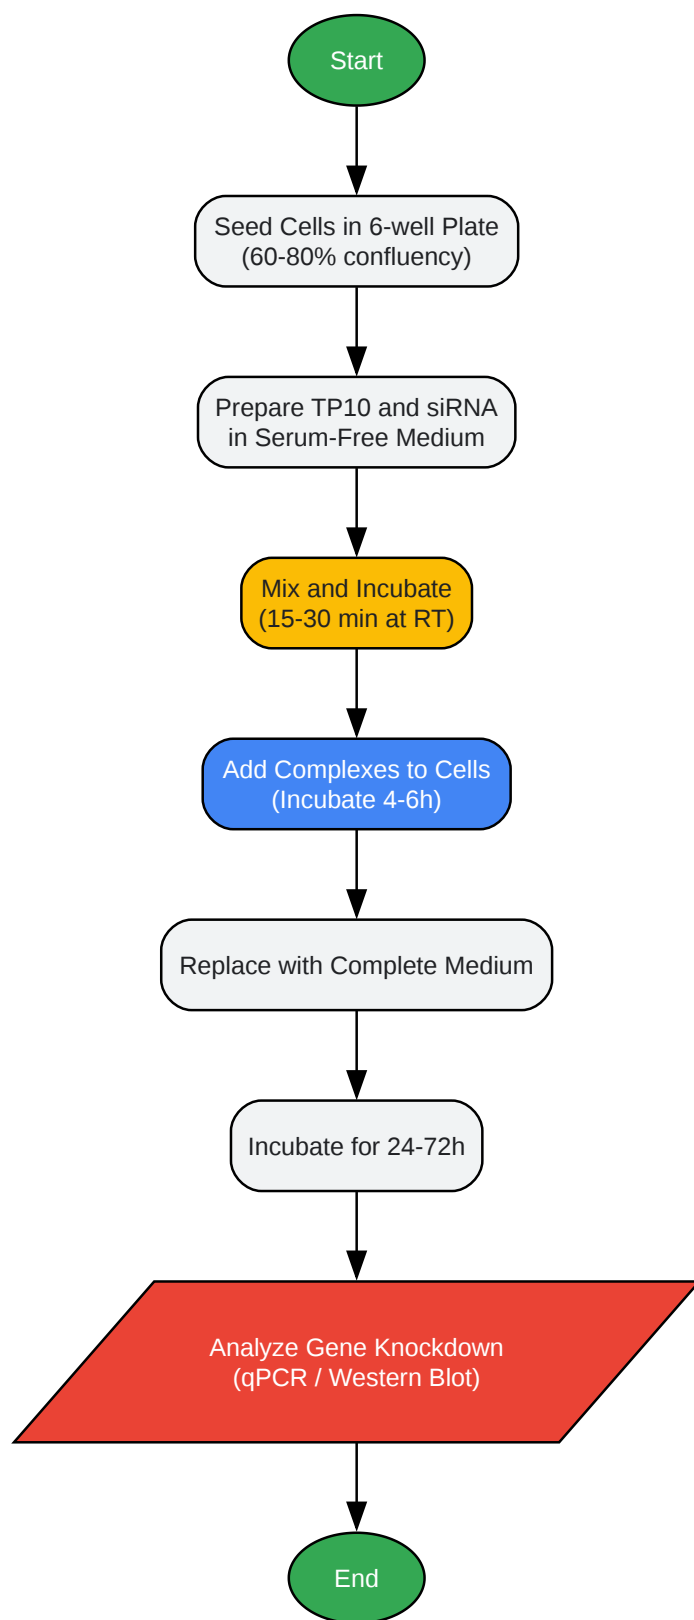 Start
Seed Cells in 6-well Plate
(60-80% confluency)
Prepare TP10 and siRNA
in Serum-Free Medium
Mix and Incubate
(15-30 min at RT)
Add Complexes to Cells
(Incubate 4-6h)
Replace with Complete Medium
Incubate for 24-72h
Analyze Gene Knockdown
(qPCR / Western Blot)
End